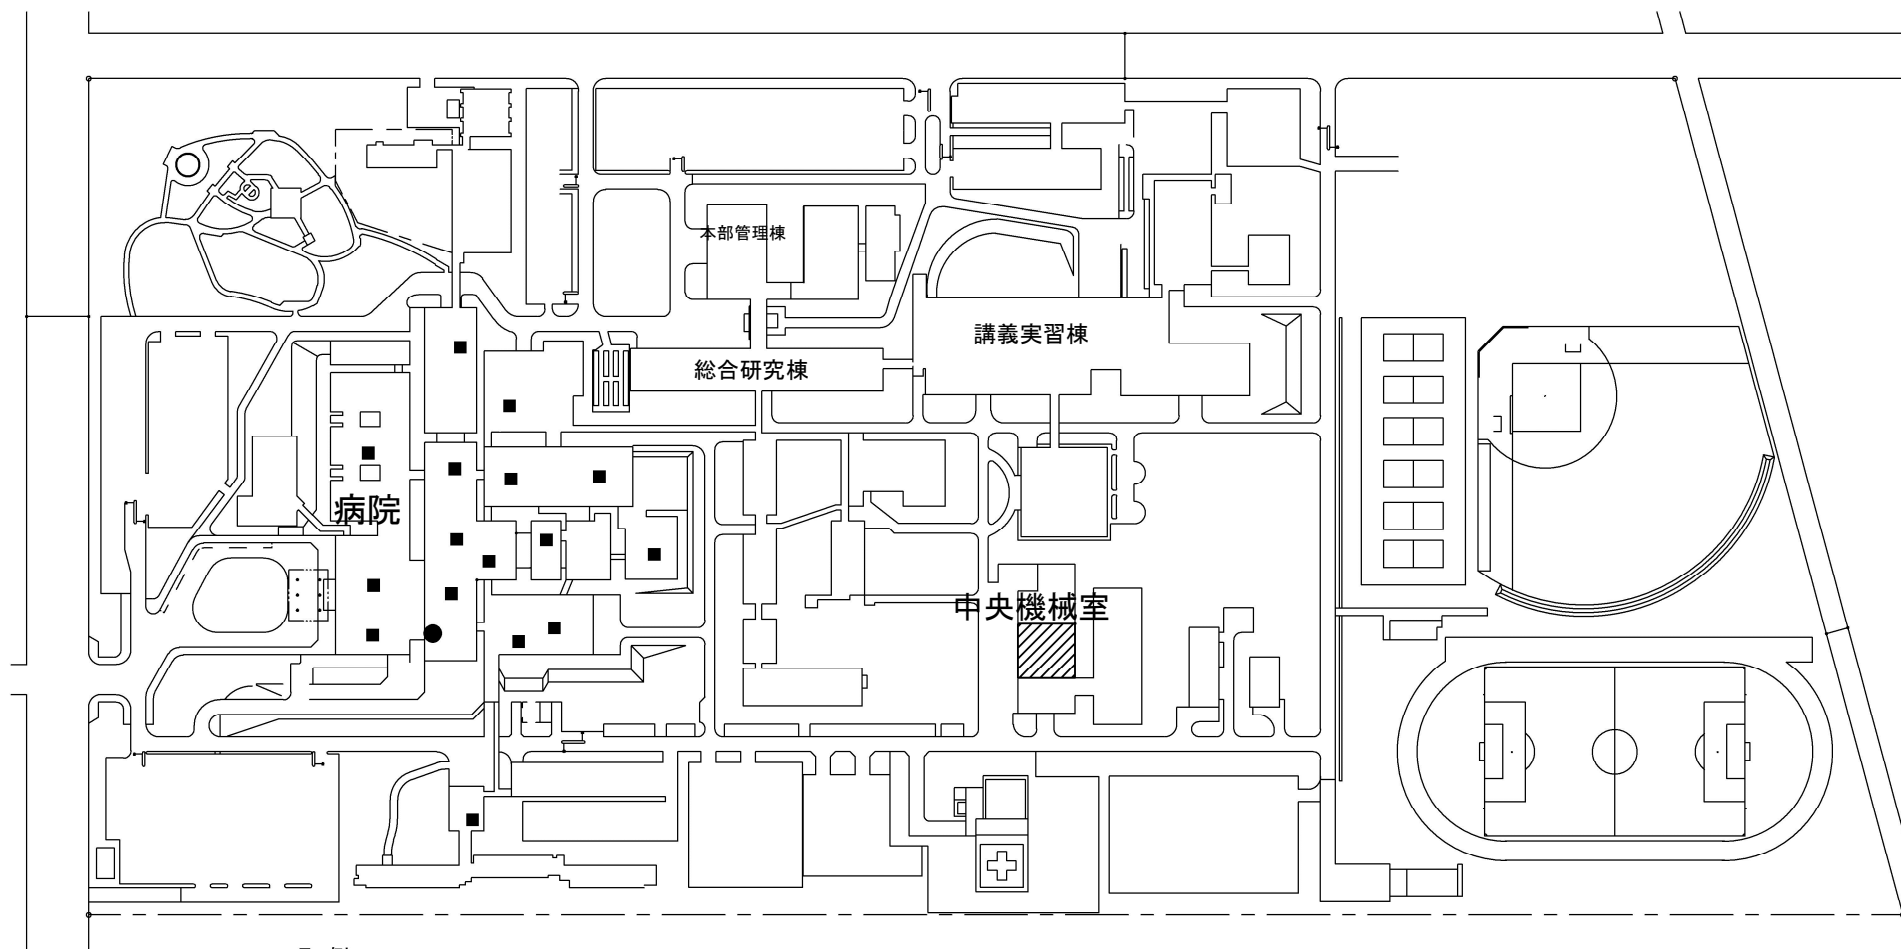 本部管理棟
講義実習棟
総合研究棟
病院
中央機械室